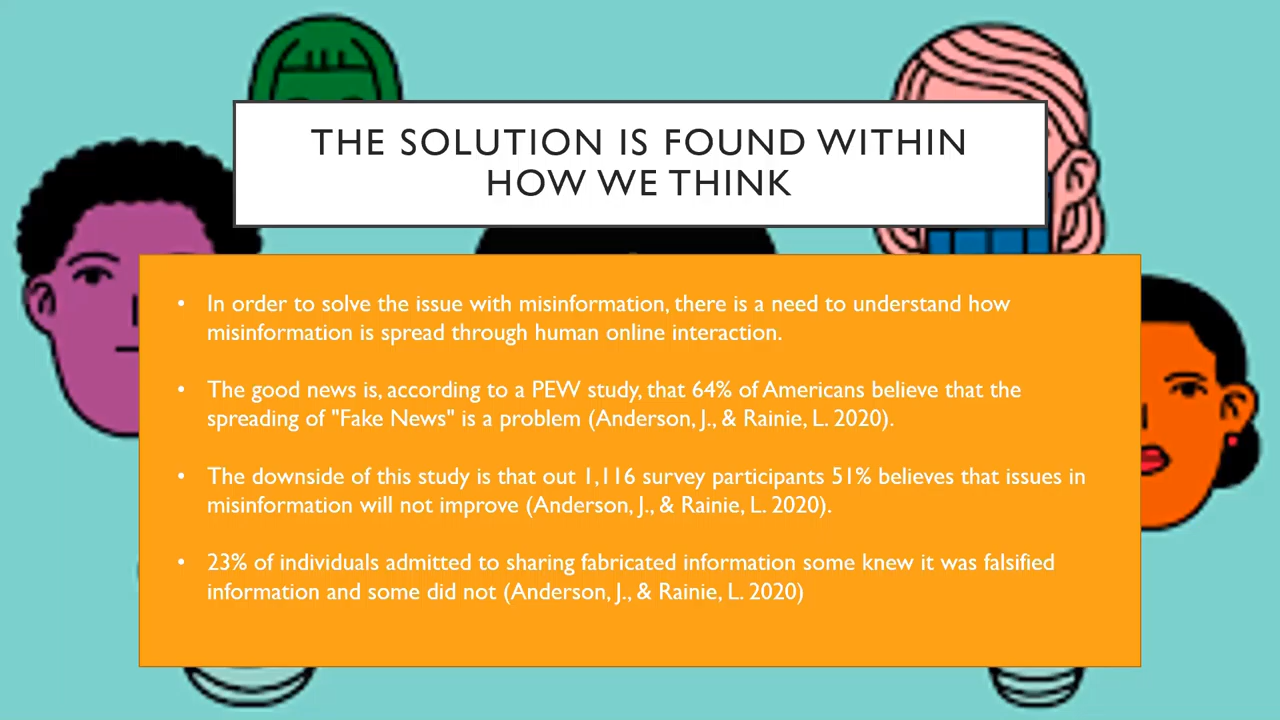 THE SOLUTION IS FOUND WITHIN
HOW WE THINK
• In order to solve the issue with misinformation, there is a need to understand how
misinformation is spread through human online interaction.
• The good news is, according to a PEW study, that 64% of Americans believe that the
spreading of "Fake News" is a problem (Anderson, J., & Rainie, L. 2020).
• The downside of this study is that out 1,116 survey participants 51% believes that issues in
misinformation will not improve (Anderson, J., & Rainie, L. 2020).
• 23% of individuals admitted to sharing fabricated information some knew it was falsified
information and some did not (Anderson, J., & Rainie, L. 2020)